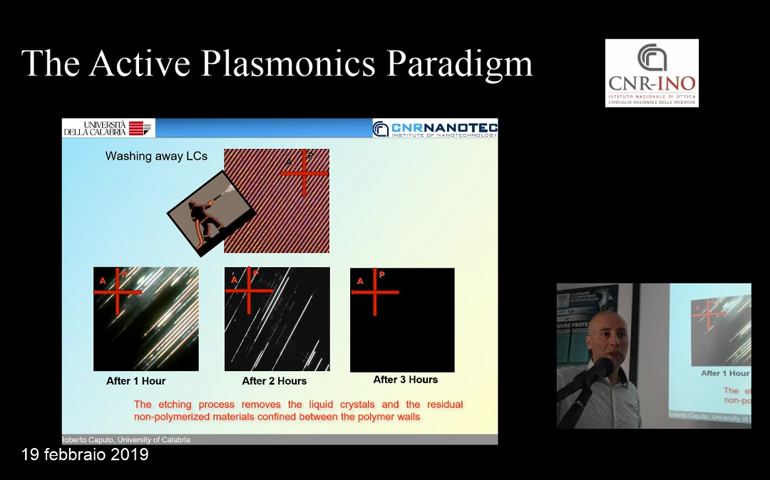 The Active Plasmonics Paradigm
CNR-INO
ISTITUTO NAZIONALE DI OTTICA
CONSIGLIO NAZIONALE DELLE RICERCHE
UNIVERSITÀ
DELLA CALABRIA
CNRNANOTEC
INSTITUTE OF NANOTECHNOLOGY
Washing away LCs
A
P
A
P
A
P
A
P
After 1 Hour
After 2 Hours
After 3 Hours
The etching process removes the liquid crystals and the residual
non-polymerized materials confined between the polymer walls
Roberto Caputo, University of Calabria
After 1 Hour
The e
non-po
19 febbraio 2019